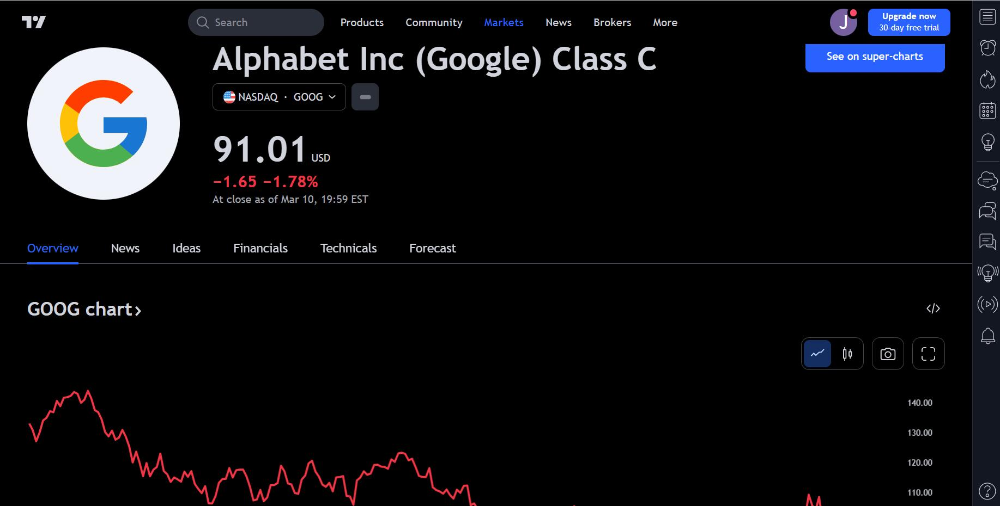 Search
Products
Community
Markets
News
Brokers
More
J
Upgrade now
30-day free trial
Alphabet Inc (Google) Class C
See on super-charts
NASDAQ · GOOG
91.01 USD
−1.65 −1.78%
At close as of Mar 10, 19:59 EST
Overview
News
Ideas
Financials
Technicals
Forecast
GOOG chart›
</>
140.00
130.00
120.00
110.00